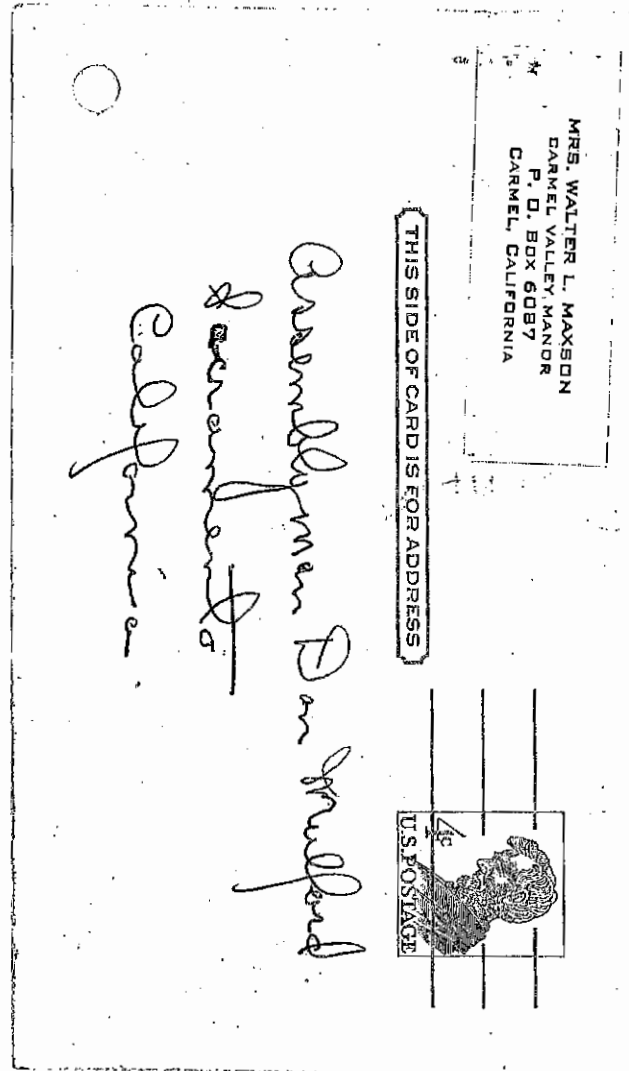 MRS. WALTER L. MAXSON
CARMEL VALLEY MANOR
P. O. BOX 6087
CARMEL, CALIFORNIA
THIS SIDE OF CARD IS FOR ADDRESS
4c
U.S. POSTAGE
Assemblyman Don Mulford
Sacramento
California